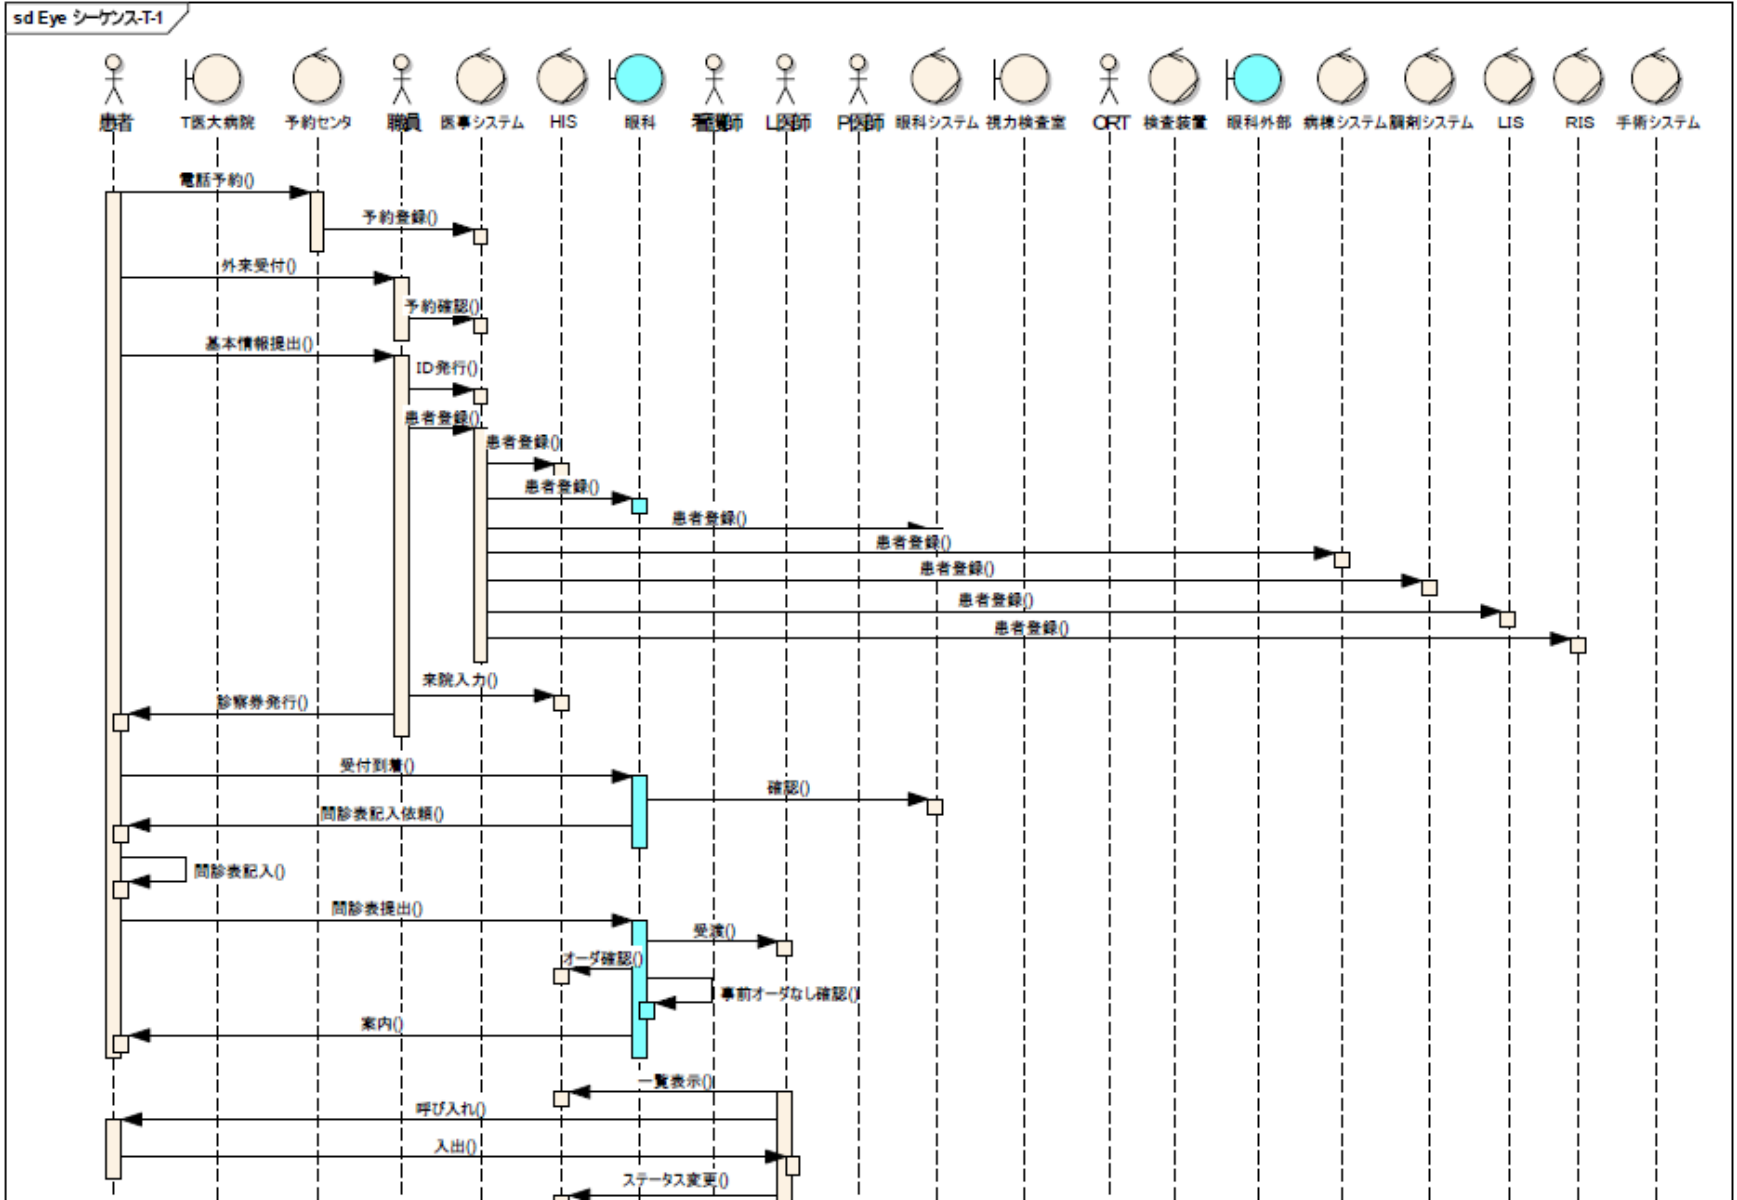 sd Eye シーケンス-T-1
患者
T医大病院
予約センタ
職員
医事システム
HIS
眼科
看護師
L医師
P医師
眼科システム
視力検査室
ORT
検査装置
眼科外部
病棟システム
調剤システム
LIS
RIS
手術システム
電話予約()
予約登録()
外来受付()
予約確認()
基本情報提出()
ID発行()
患者登録()
患者登録()
患者登録()
患者登録()
患者登録()
患者登録()
患者登録()
患者登録()
来院入力()
診察券発行()
受付到着()
確認()
問診表記入依頼()
問診表記入()
問診表提出()
受渡()
オーダ確認()
事前オーダなし確認()
案内()
一覧表示()
呼び入れ()
入出()
ステータス変更()